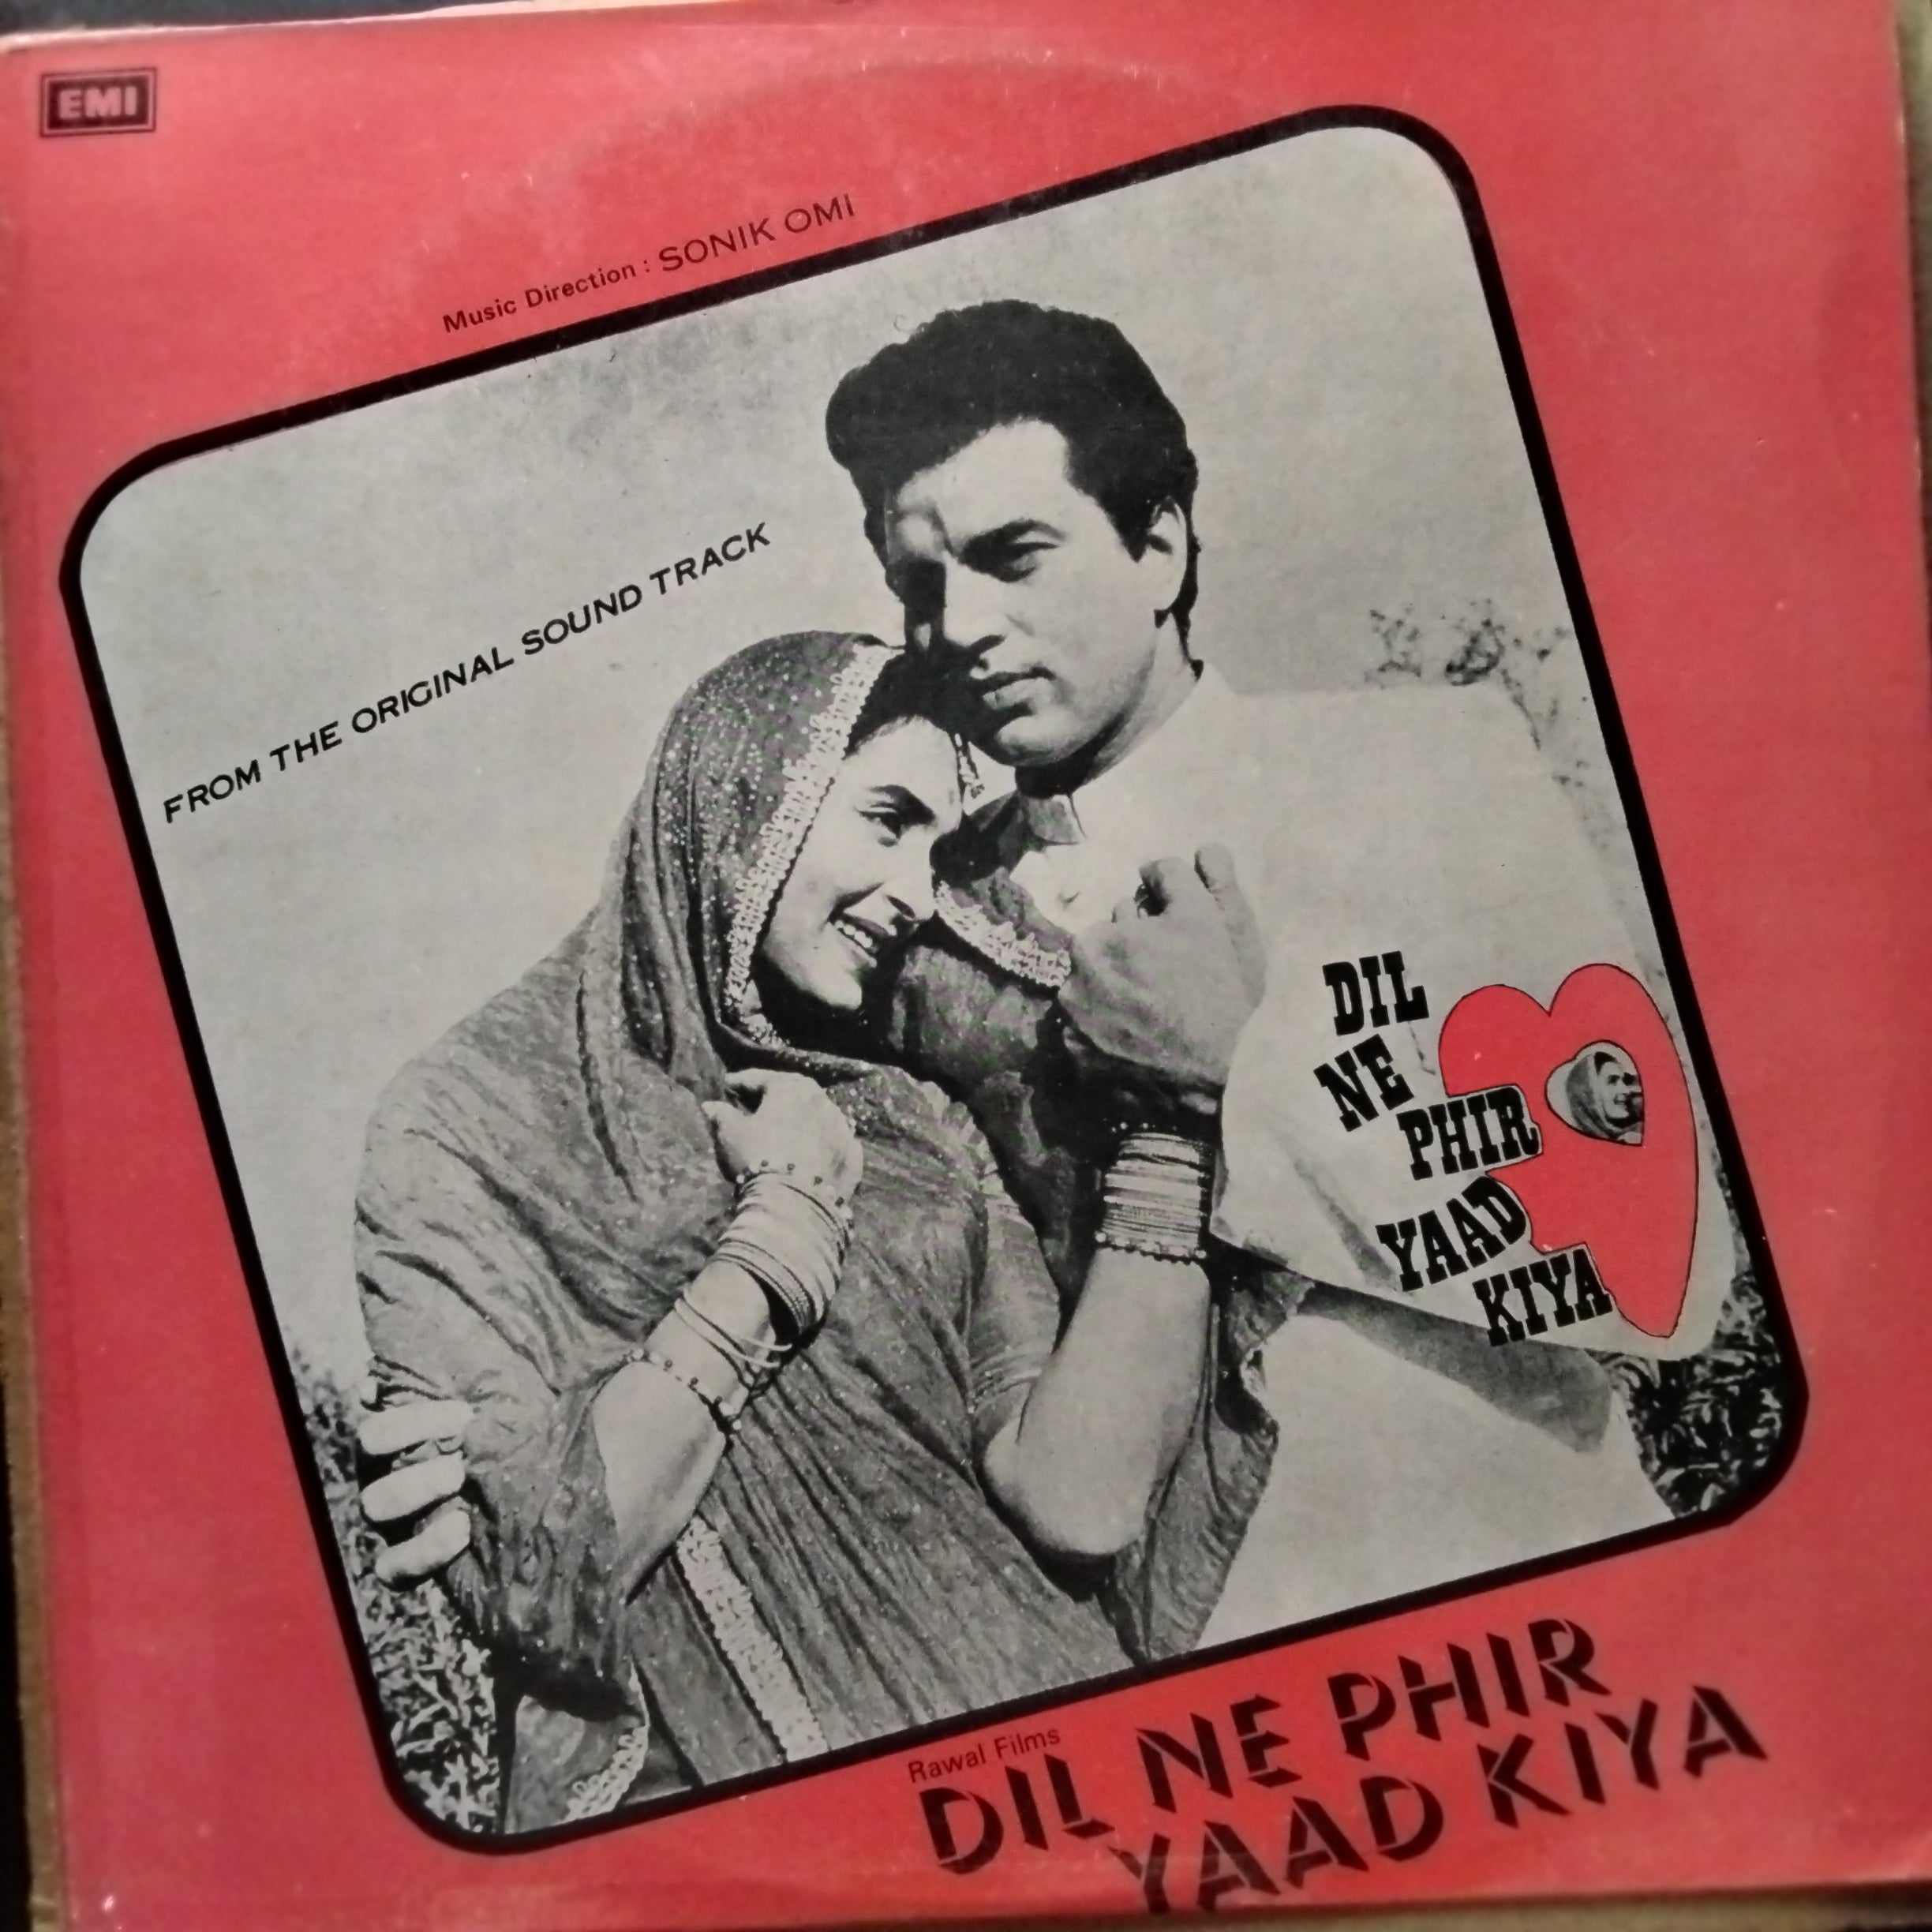 EMI
Music Direction : SONIK OMI
FROM THE ORIGINAL SOUND TRACK
DIL
NE
PHIR
YAAD
KIYA
Rawal Films
DIL NE PHIR
YAAD KIYA